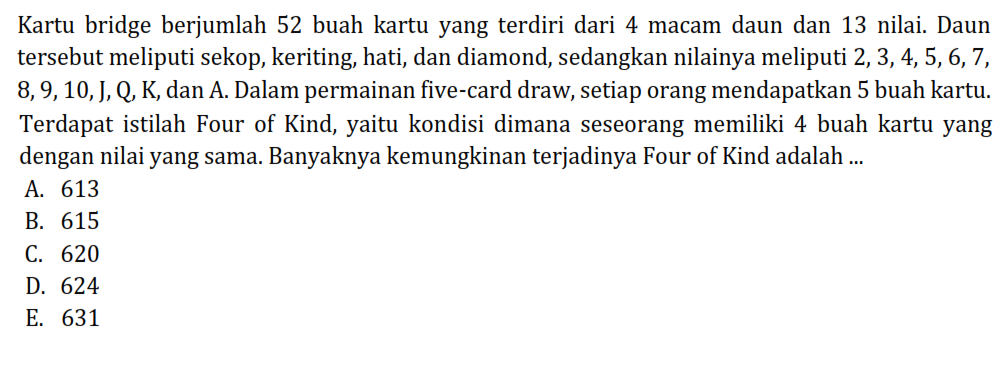 Kartu bridge berjumlah 52 buah kartu yang terdiri dari 4 macam daun dan 13 nilai. Daun
tersebut meliputi sekop, keriting, hati, dan diamond, sedangkan nilainya meliputi 2, 3, 4, 5, 6, 7,
8, 9, 10, J, Q, K, dan A. Dalam permainan five-card draw, setiap orang mendapatkan 5 buah kartu.
Terdapat istilah Four of Kind, yaitu kondisi dimana seseorang memiliki 4 buah kartu yang
dengan nilai yang sama. Banyaknya kemungkinan terjadinya Four of Kind adalah ...
A. 613
B. 615
C. 620
D. 624
E. 631